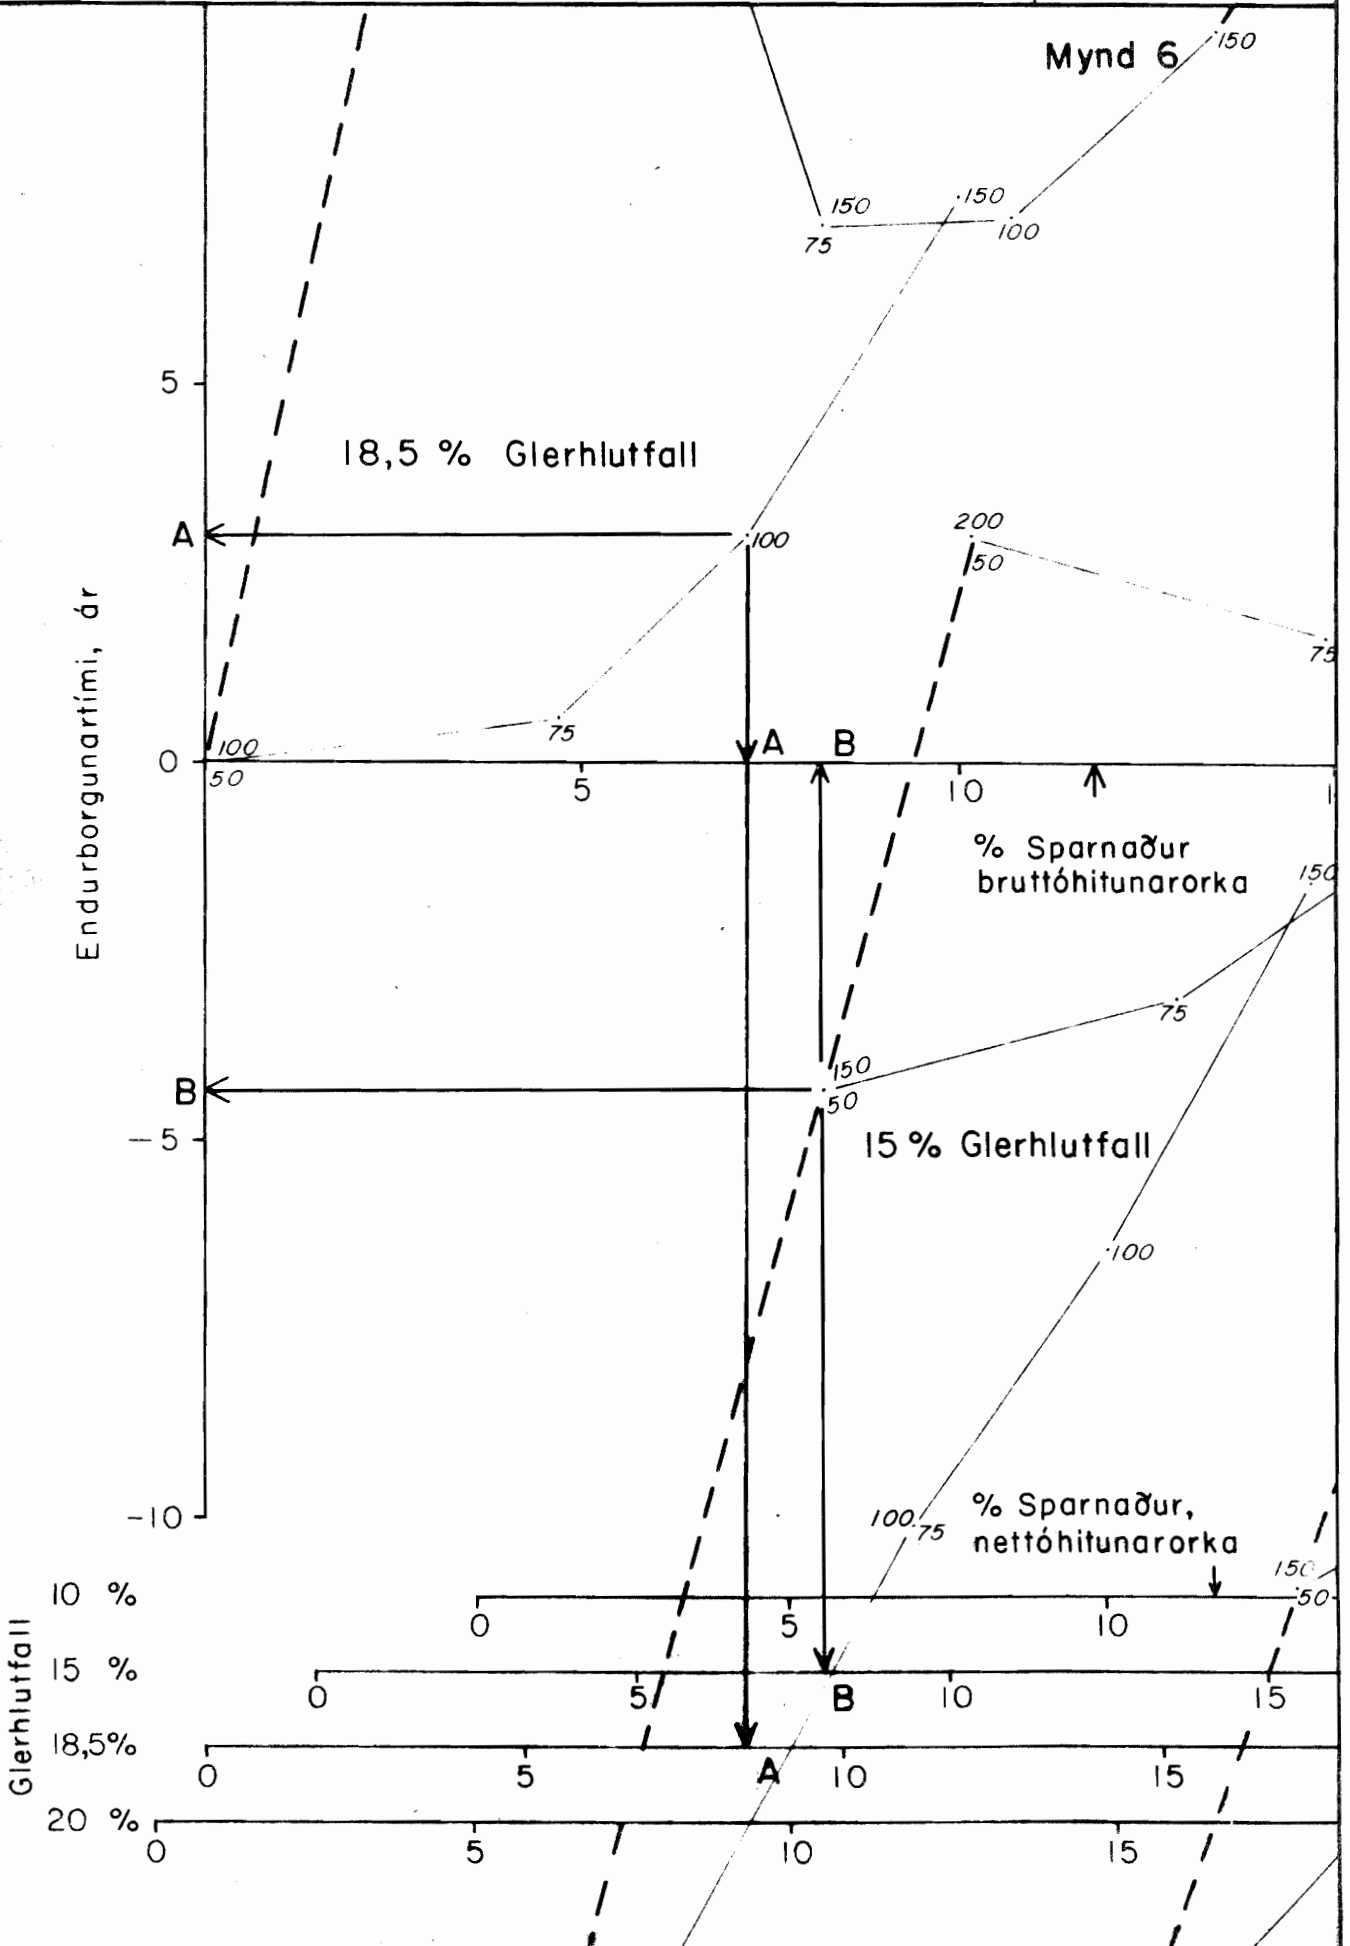 Mynd 6
150
150
75
150
100
5
18,5 % Glerhlutfall
A
100
200
50
75
Endurborgunartími, ár
75
0
100
50
A
B
5
10
% Sparnaður
bruttóhitunarorka
150
75
B
150
50
-5
15 % Glerhlutfall
100
-10
100
75
% Sparnaður,
nettóhitunarorka
150
50
Glerhlutfall
10 %
0 5 10
15 %
0 5 B 10 15
18,5%
0 5 A 10 15
20 %
0 5 10 15